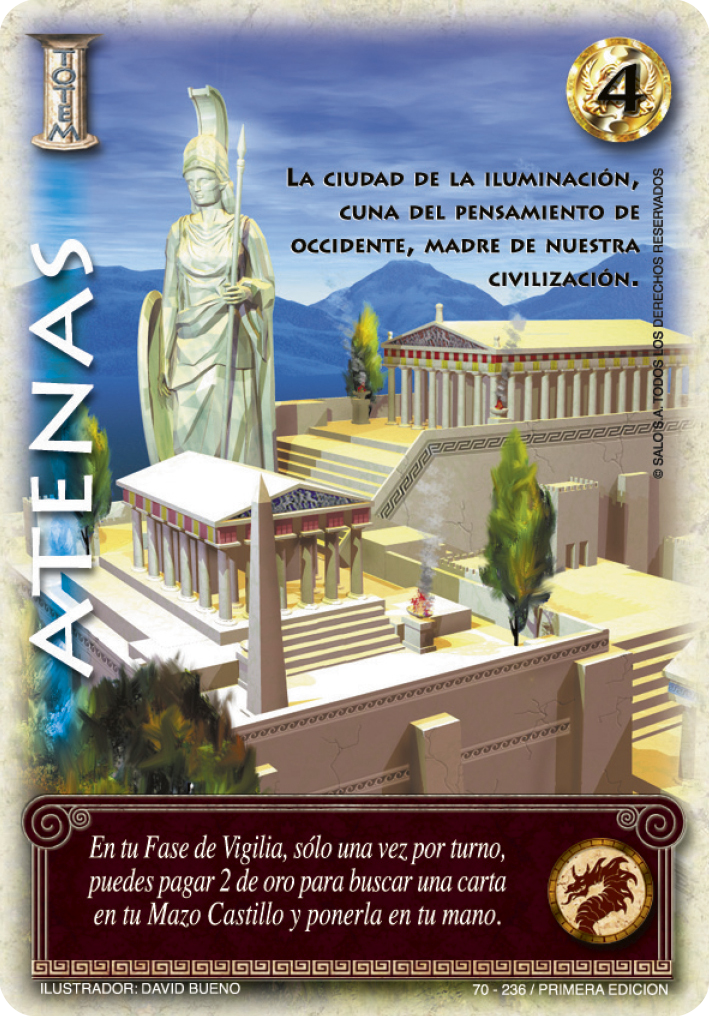 TOTEM
4
LA CIUDAD DE LA ILUMINACIÓN,
CUNA DEL PENSAMIENTO DE
OCCIDENTE, MADRE DE NUESTRA
CIVILIZACIÓN.
© SALO S.A. TODOS LOS DERECHOS RESERVADOS
ATENAS
En tu Fase de Vigilia, sólo una vez por turno,
puedes pagar 2 de oro para buscar una carta
en tu Mazo Castillo y ponerla en tu mano.
ILUSTRADOR: DAVID BUENO
70 - 236 / PRIMERA EDICION